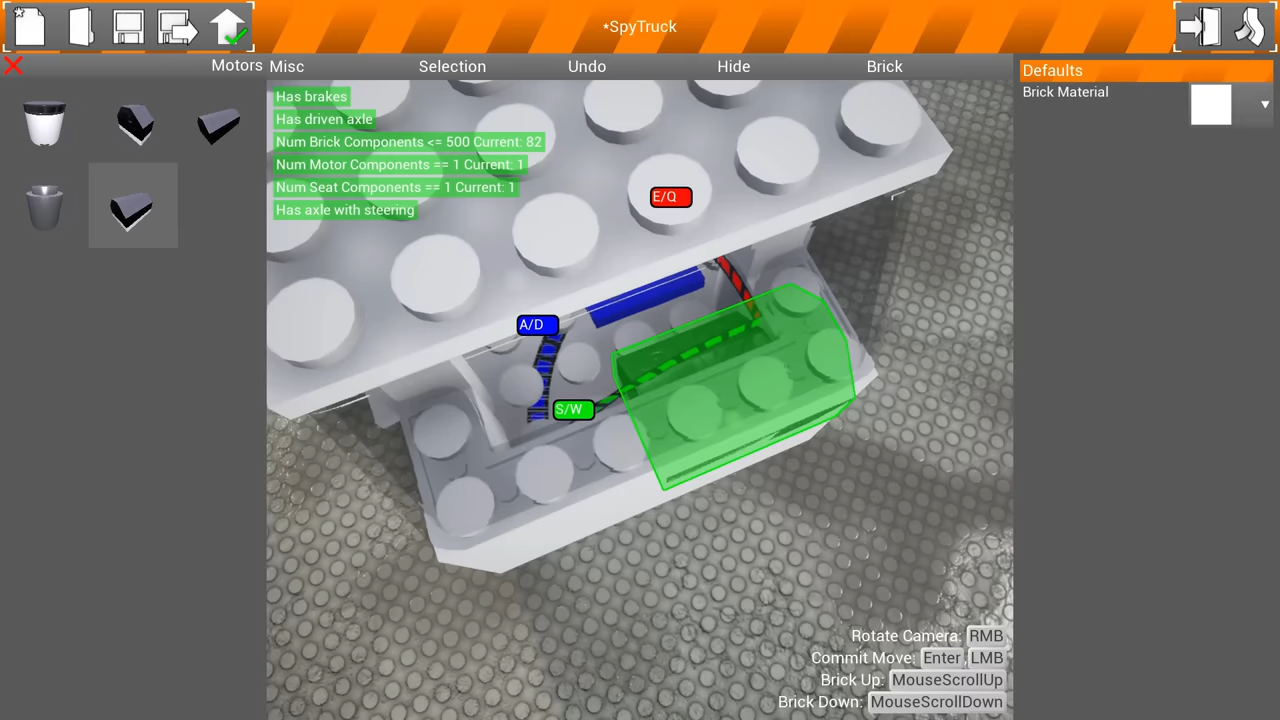 *SpyTruck
Motors Misc Selection Undo Hide Brick
Defaults
Brick Material
Has brakes
Has driven axle
Num Brick Components <= 500 Current: 82
Num Motor Components == 1 Current: 1
Num Seat Components == 1 Current: 1
Has axle with steering
E/Q
A/D
S/W
Rotate Camera: RMB
Commit Move: Enter LMB
Brick Up: MouseScrollUp
Brick Down: MouseScrollDown